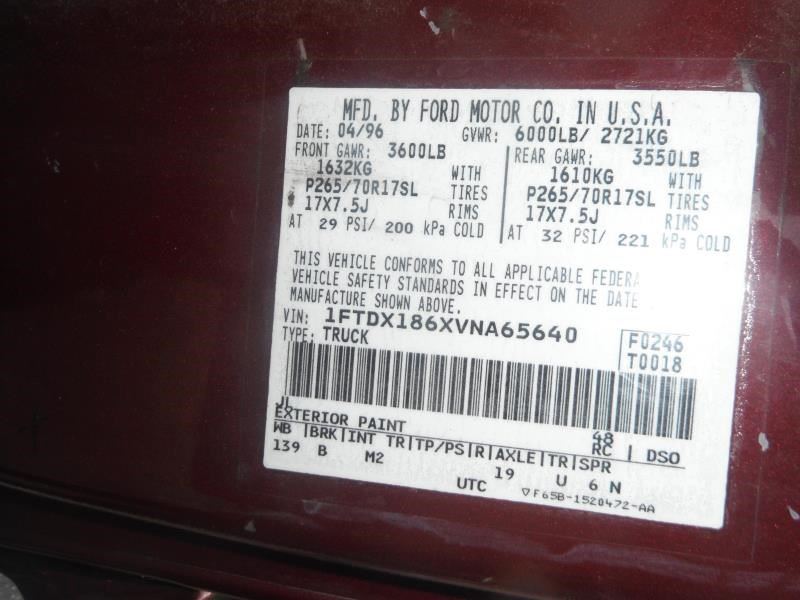 MFD. BY FORD MOTOR CO. IN U.S.A.
DATE: 04/96 GVWR: 6000LB/ 2721KG
FRONT GAWR: 3600LB REAR GAWR: 3550LB
1632KG WITH 1610KG WITH
P265/70R17SL TIRES P265/70R17SL TIRES
17X7.5J RIMS 17X7.5J RIMS
AT 29 PSI/ 200 kPa COLD AT 32 PSI/ 221 kPa COLD
THIS VEHICLE CONFORMS TO ALL APPLICABLE FEDERA
VEHICLE SAFETY STANDARDS IN EFFECT ON THE DATE
MANUFACTURE SHOWN ABOVE.
VIN: 1FTDX186XVNA65640
TYPE: TRUCK
F0246
T0018
JL 48
EXTERIOR PAINT RC DSO
WB BRK INT TR TP/PS R AXLE TR SPR
139 B M2 19 U 6 N
UTC ▽F65B-1520472-AA